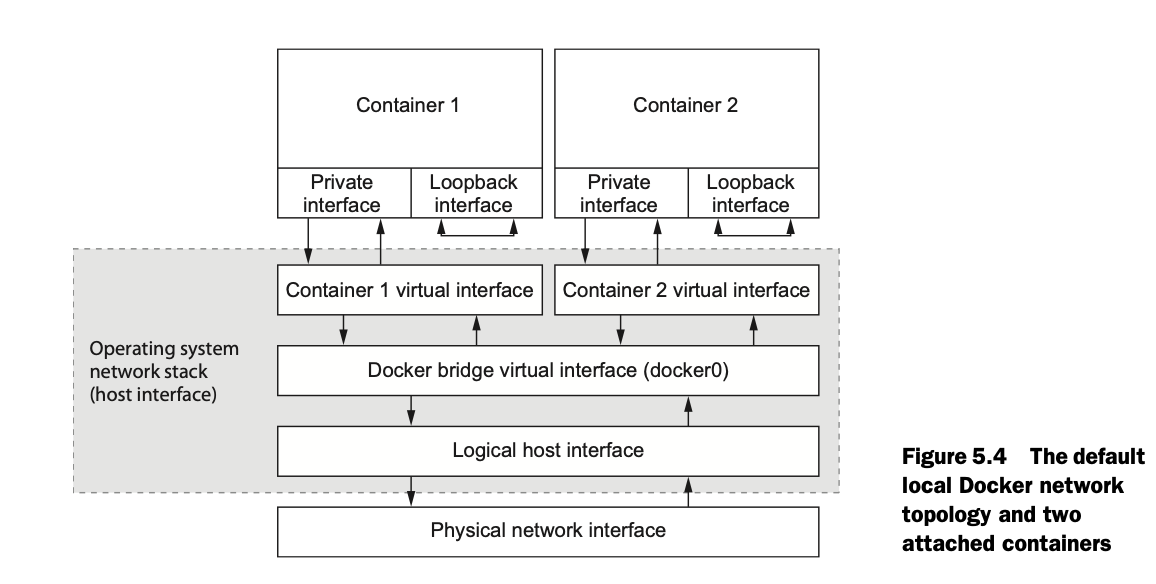 Container 1
Container 2
Private
interface
Loopback
interface
Private
interface
Loopback
interface
Container 1 virtual interface
Container 2 virtual interface
Operating system
network stack
(host interface)
Docker bridge virtual interface (docker0)
Logical host interface
Physical network interface
Figure 5.4 The default
local Docker network
topology and two
attached containers